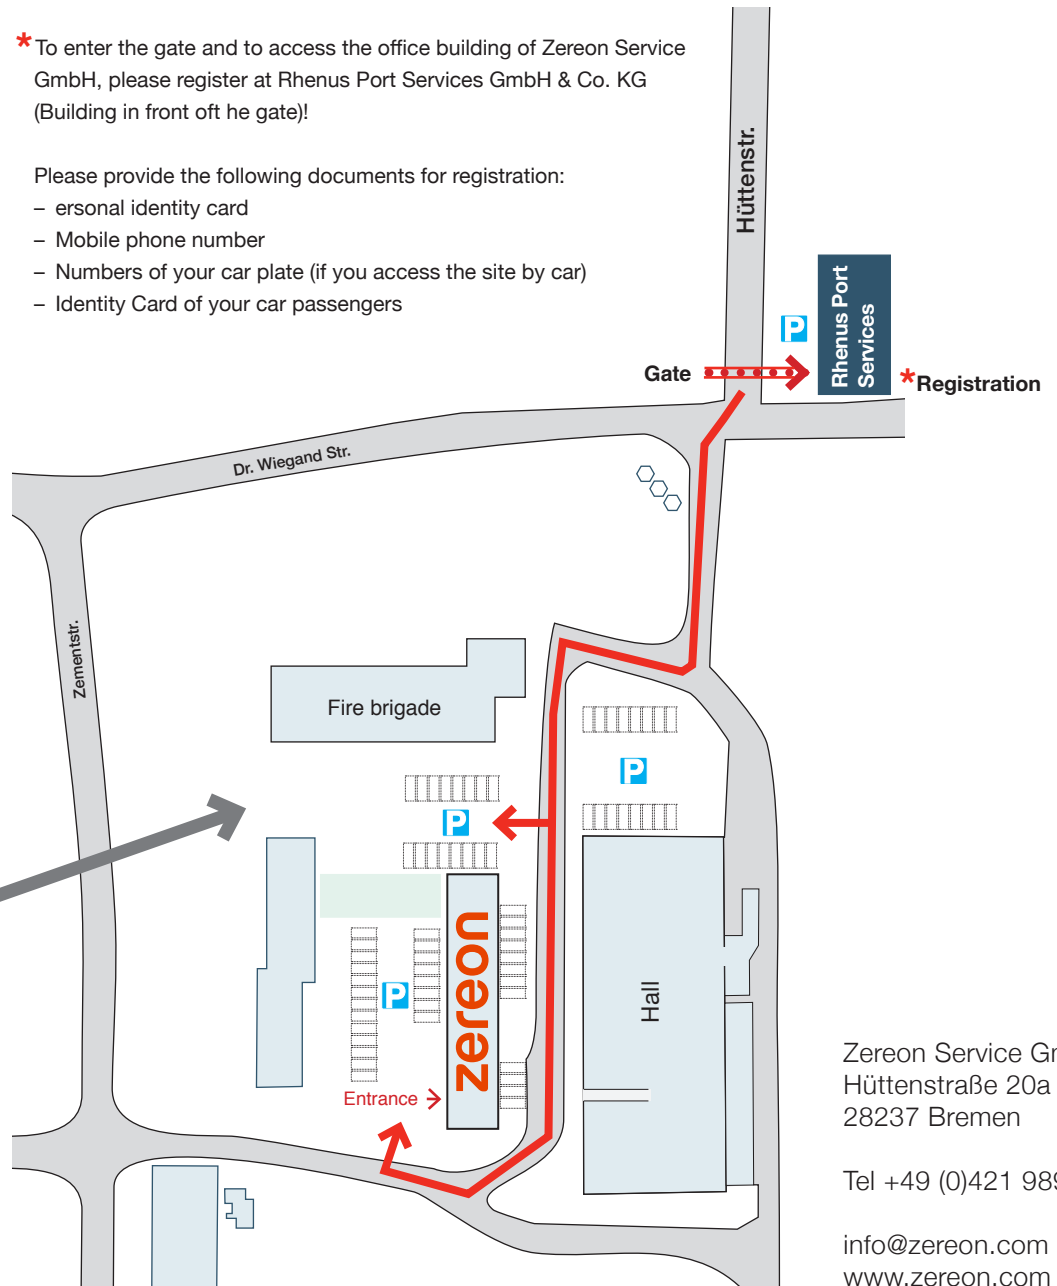 * To enter the gate and to access the office building of Zereon Service
GmbH, please register at Rhenus Port Services GmbH & Co. KG
(Building in front oft he gate)!
Please provide the following documents for registration:
– ersonal identity card
– Mobile phone number
– Numbers of your car plate (if you access the site by car)
– Identity Card of your car passengers
Hüttenstr.
P
Rhenus Port
Services
Gate
*Registration
Dr. Wiegand Str.
Zementstr.
Fire brigade
P
P
zereon
P
Hall
Entrance
Zereon Service
Hüttenstraße 20a
28237 Bremen
Tel +49 (0)421
info@zereon.com
www.zereon.com